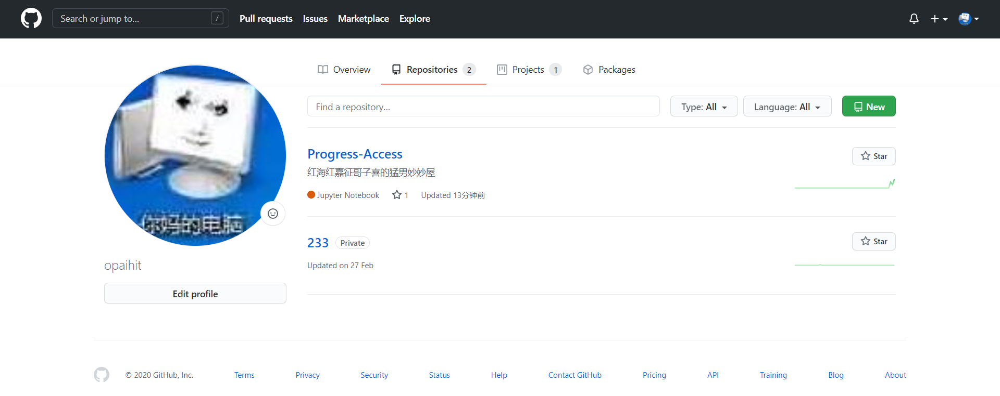 Search or jump to... / Pull requests Issues Marketplace Explore
Overview Repositories 2 Projects 1 Packages
Find a repository... Type: All Language: All New
Progress-Access Star
红海红嘉征哥子喜的猛男妙妙屋
Jupyter Notebook 1 Updated 13分钟前
233 Private Star
Updated on 27 Feb
的电脑
opaihit
Edit profile
© 2020 GitHub, Inc. Terms Privacy Security Status Help Contact GitHub Pricing API Training Blog About